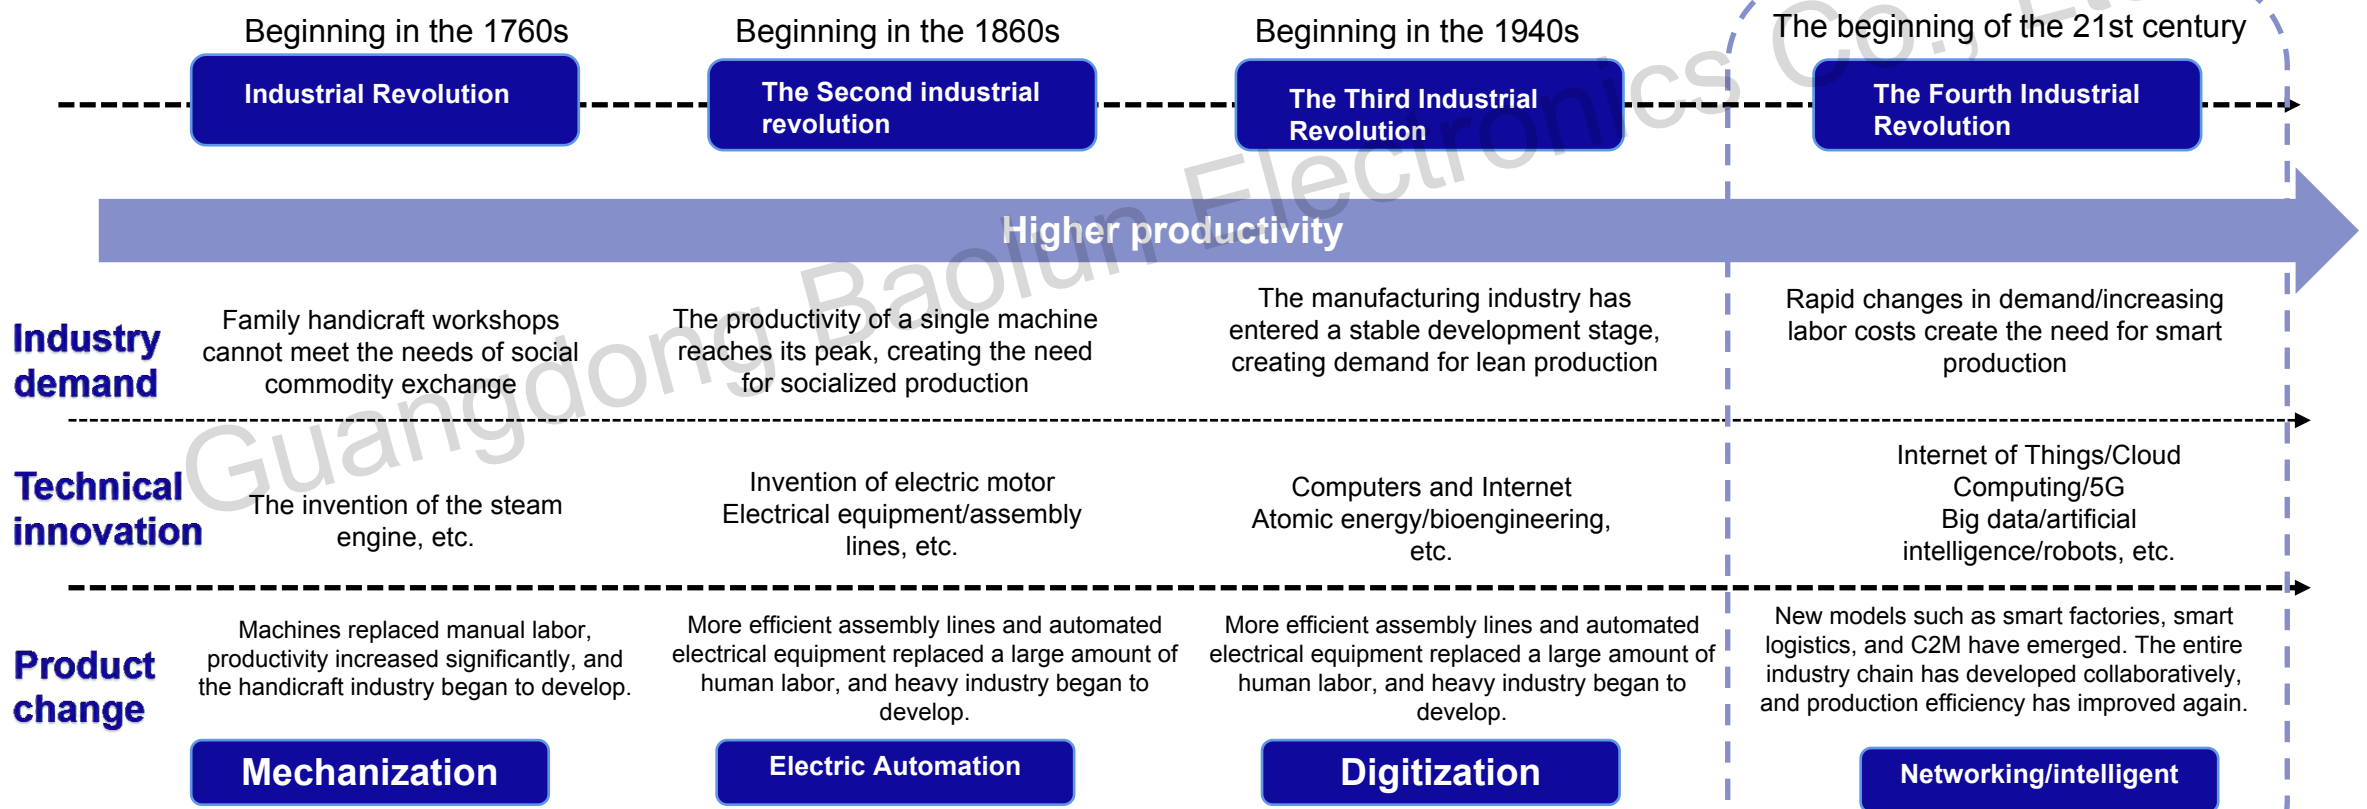 Beginning in the 1760s
Beginning in the 1860s
Beginning in the 1940s
The beginning of the 21st century
Industrial Revolution
The Second industrial
revolution
The Third Industrial
Revolution
The Fourth Industrial
Revolution
Higher productivity
Industry
demand
Family handicraft workshops
cannot meet the needs of social
commodity exchange
The productivity of a single machine
reaches its peak, creating the need
for socialized production
The manufacturing industry has
entered a stable development stage,
creating demand for lean production
Rapid changes in demand/increasing
labor costs create the need for smart
production
Technical
innovation
The invention of the steam
engine, etc.
Invention of electric motor
Electrical equipment/assembly
lines, etc.
Computers and Internet
Atomic energy/bioengineering,
etc.
Internet of Things/Cloud
Computing/5G
Big data/artificial
intelligence/robots, etc.
Product
change
Machines replaced manual labor,
productivity increased significantly, and
the handicraft industry began to develop.
More efficient assembly lines and automated
electrical equipment replaced a large amount of
human labor, and heavy industry began to
develop.
More efficient assembly lines and automated
electrical equipment replaced a large amount of
human labor, and heavy industry began to
develop.
New models such as smart factories, smart
logistics, and C2M have emerged. The entire
industry chain has developed collaboratively,
and production efficiency has improved again.
Mechanization
Electric Automation
Digitization
Networking/intelligent
Guangdong Baolun Electronics Co.,